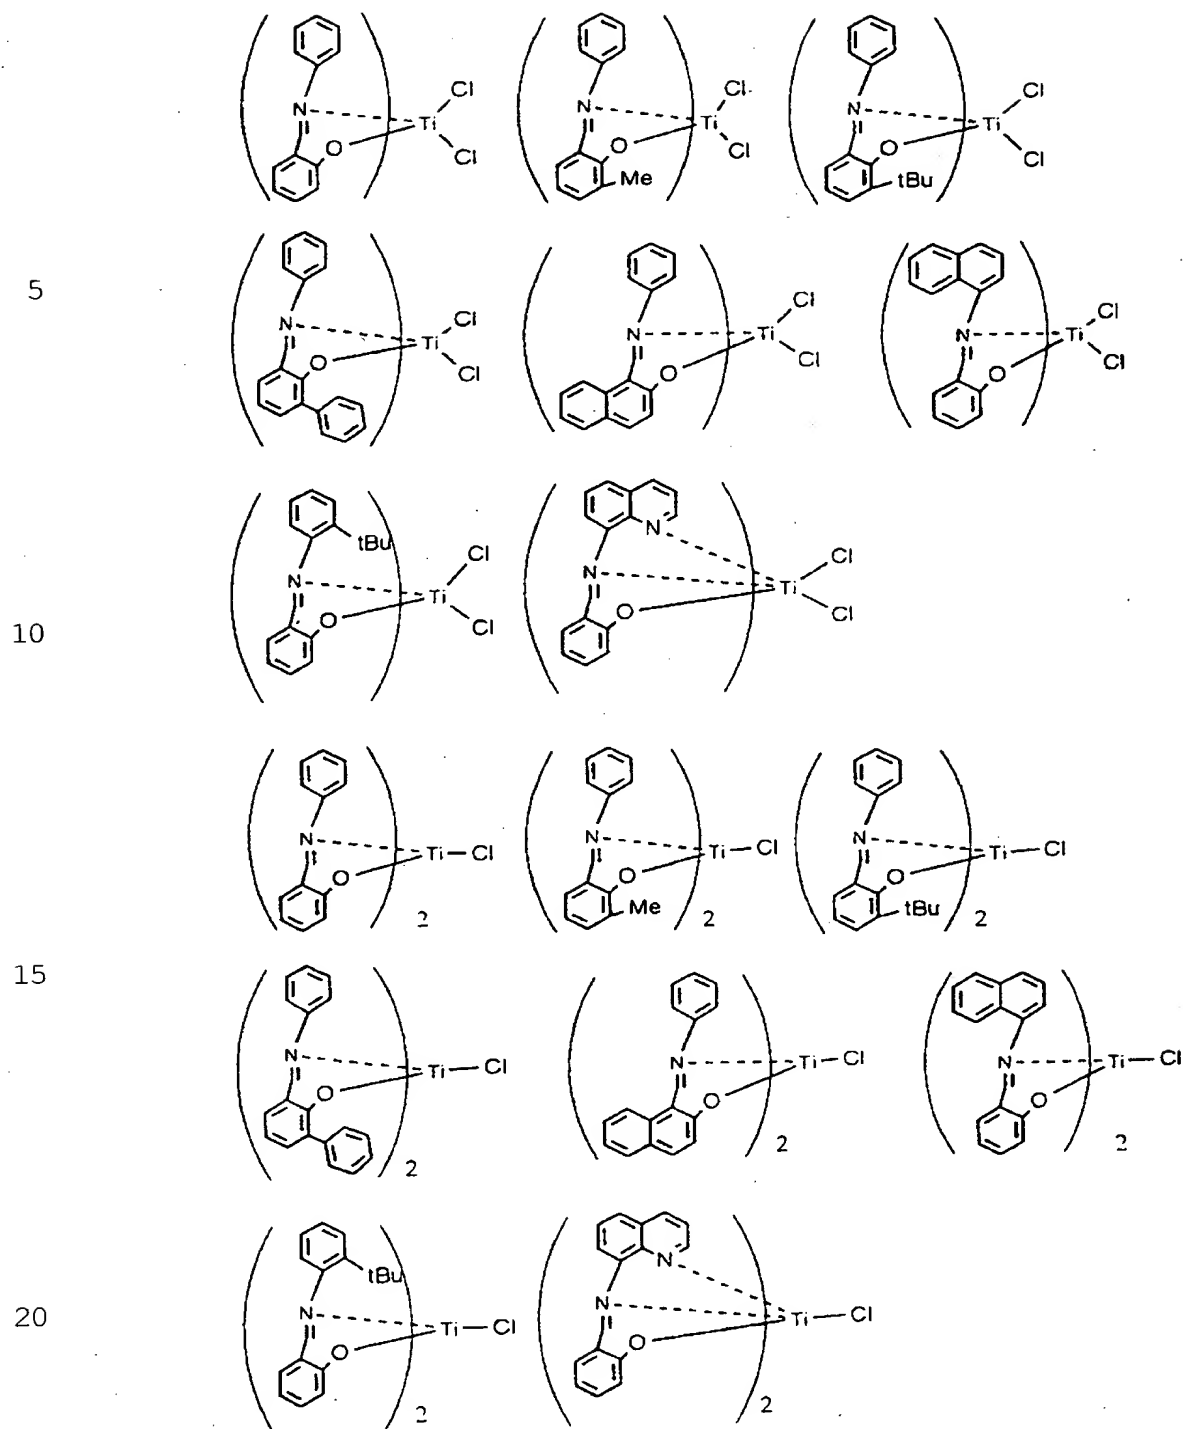 Cl Cl Cl
N Ti N Ti N Ti
O Cl O Cl O Cl
Me tBu
5
Cl Cl Cl
N Ti N Ti N Ti
O Cl O Cl O Cl
tBu N
Cl Cl
N Ti N Ti
O Cl O Cl
10
N Ti Cl N Ti Cl N Ti Cl
O O O
2 Me 2 tBu 2
15
N Ti Cl N Ti Cl N Ti Cl
O O O
2 2 2
tBu N
20
N Ti Cl N Ti Cl
O O
2 2